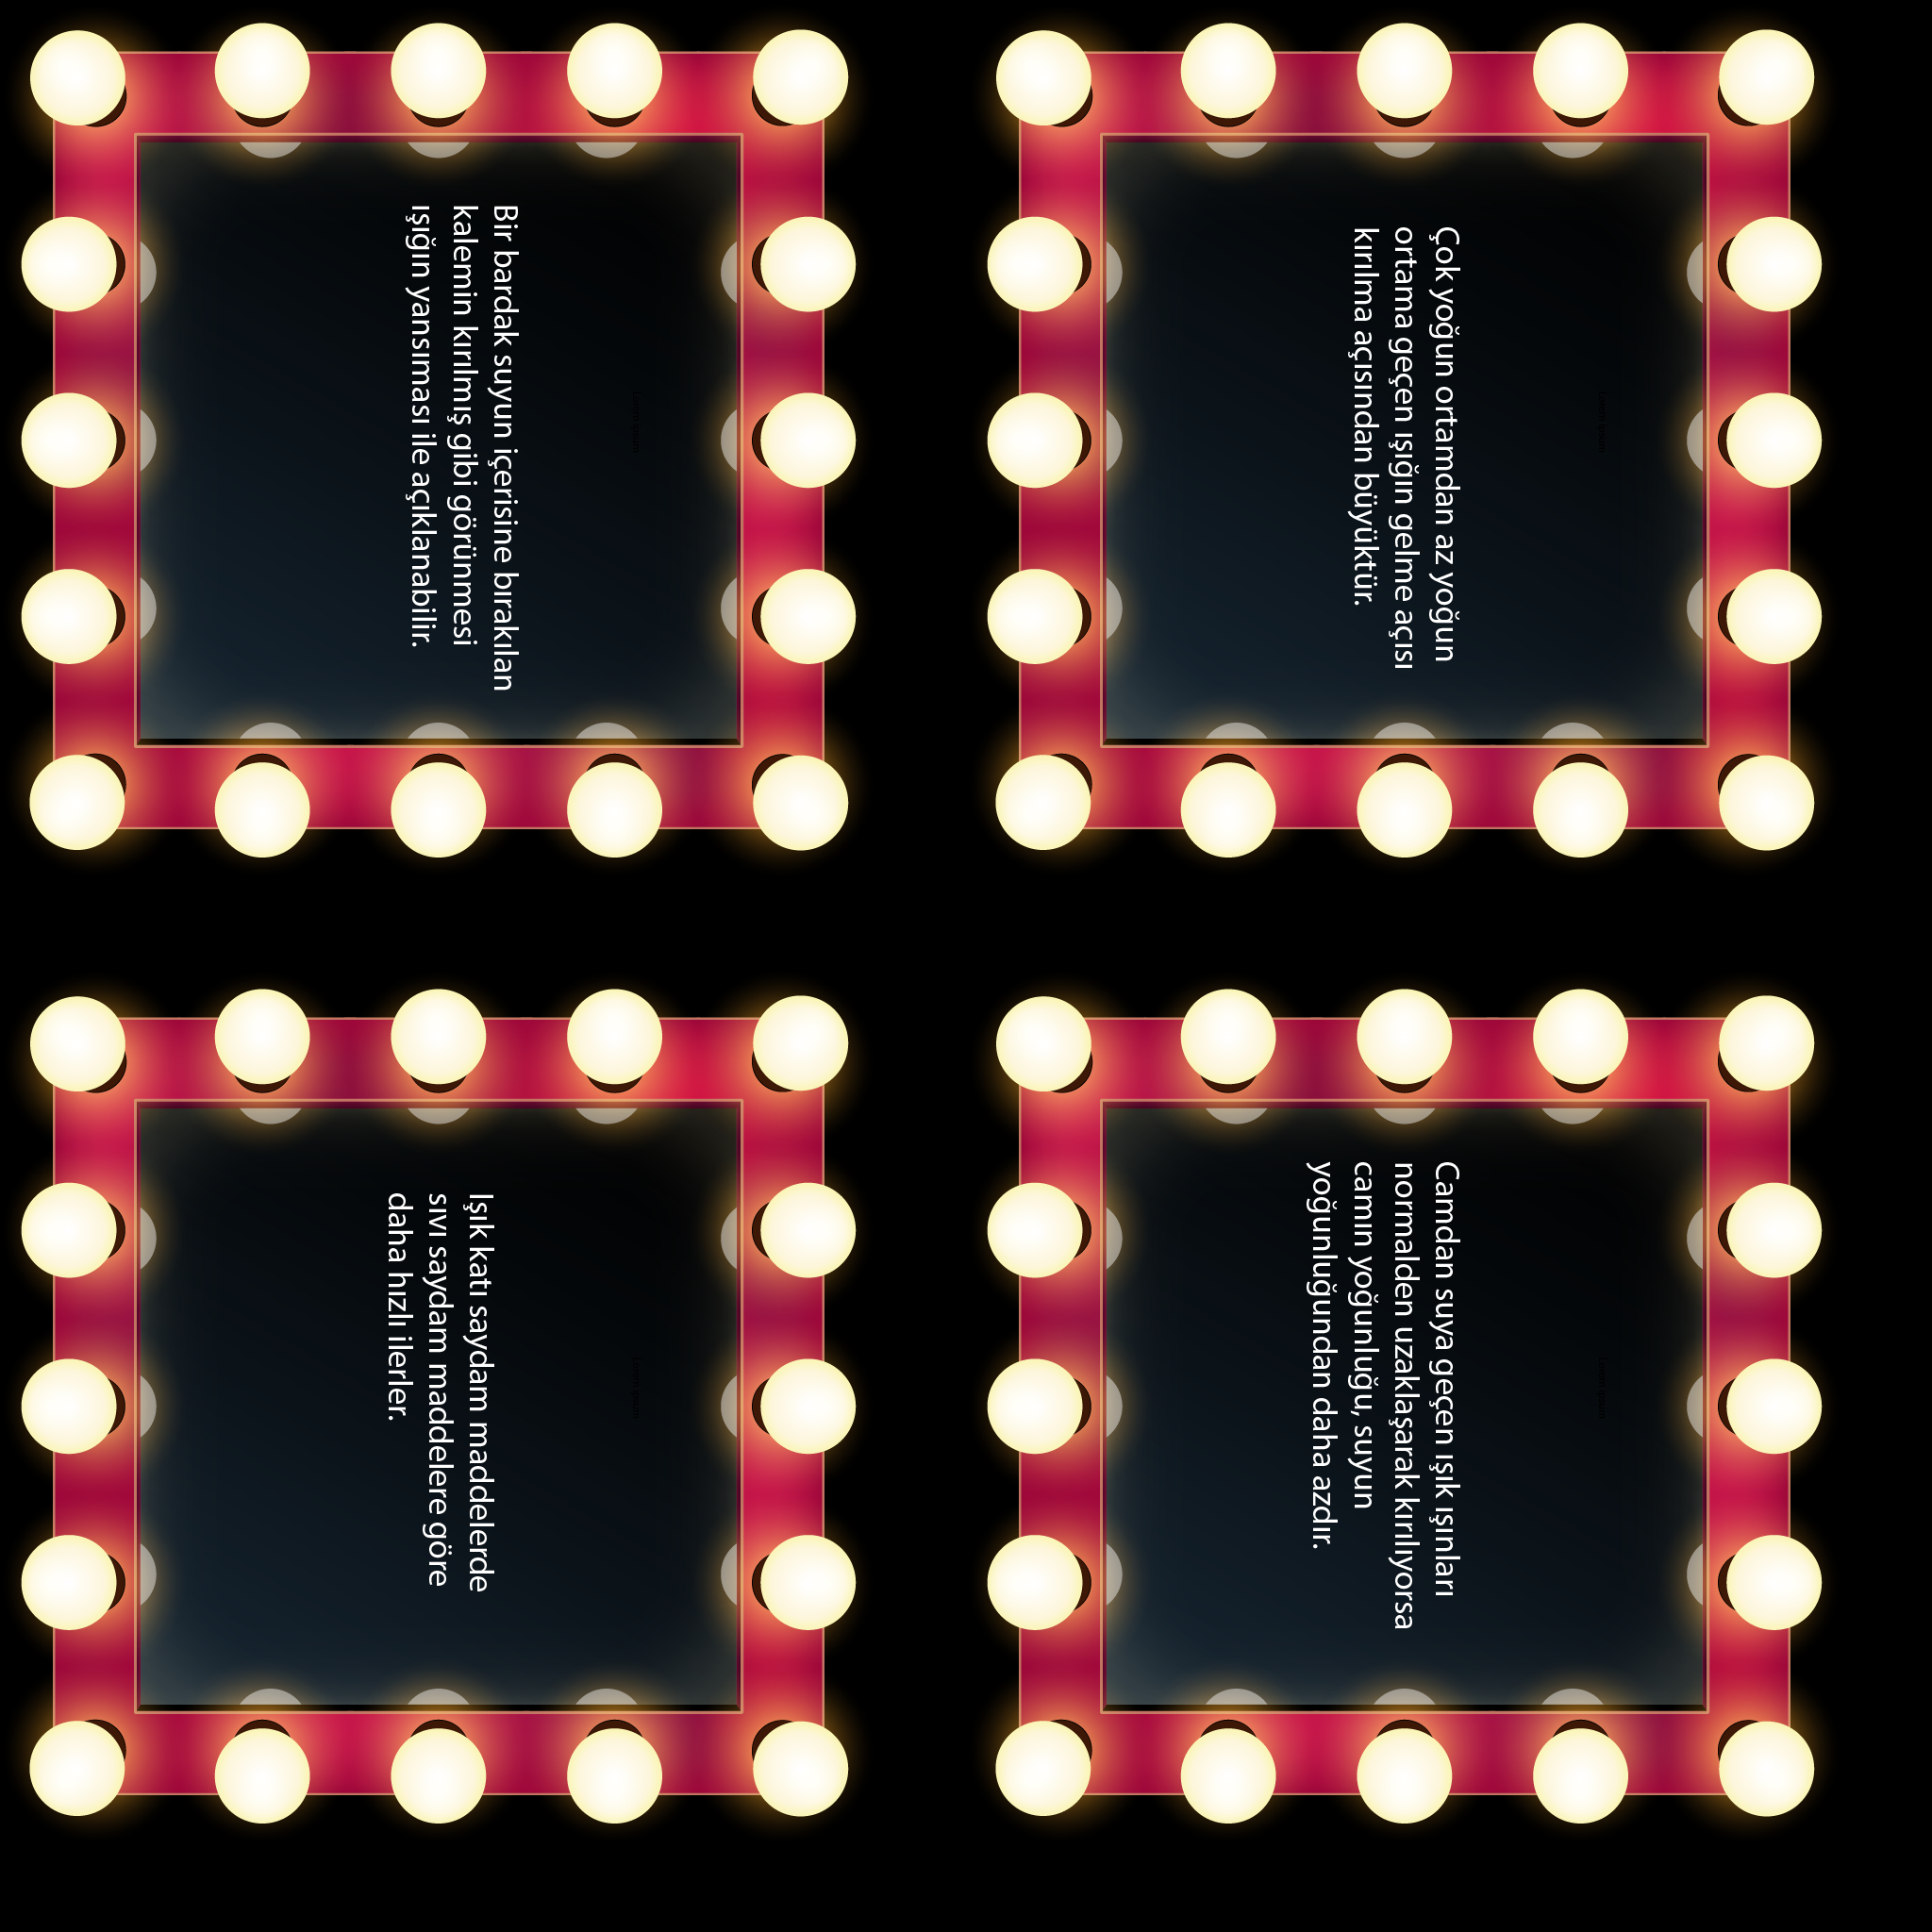 Bir bardak suyun içerisine bırakılan
kalemin kırılmış gibi görünmesi
ışığın yansıması ile açıklanabilir.
Çok yoğun ortamdan az yoğun
ortama geçen ışığın gelme açısı
kırılma açısından büyüktür.
Işık katı saydam maddelerde
sıvı saydam maddelere göre
daha hızlı ilerler.
Camdan suya geçen ışık ışınları
normalden uzaklaşarak kırılıyorsa
camın yoğunluğu, suyun
yoğunluğundan daha azdır.